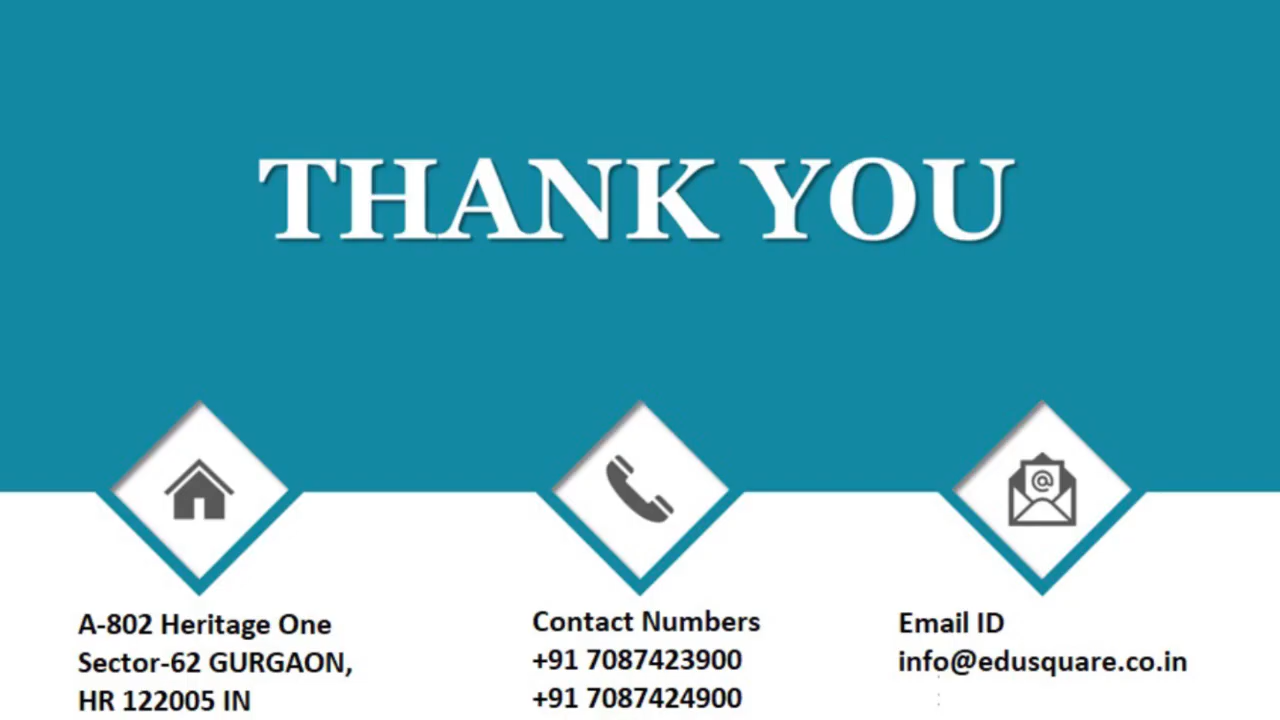 THANK YOU
A-802 Heritage One
Sector-62 GURGAON,
HR 122005 IN
Contact Numbers
+91 7087423900
+91 7087424900
Email ID
info@edusquare.co.in